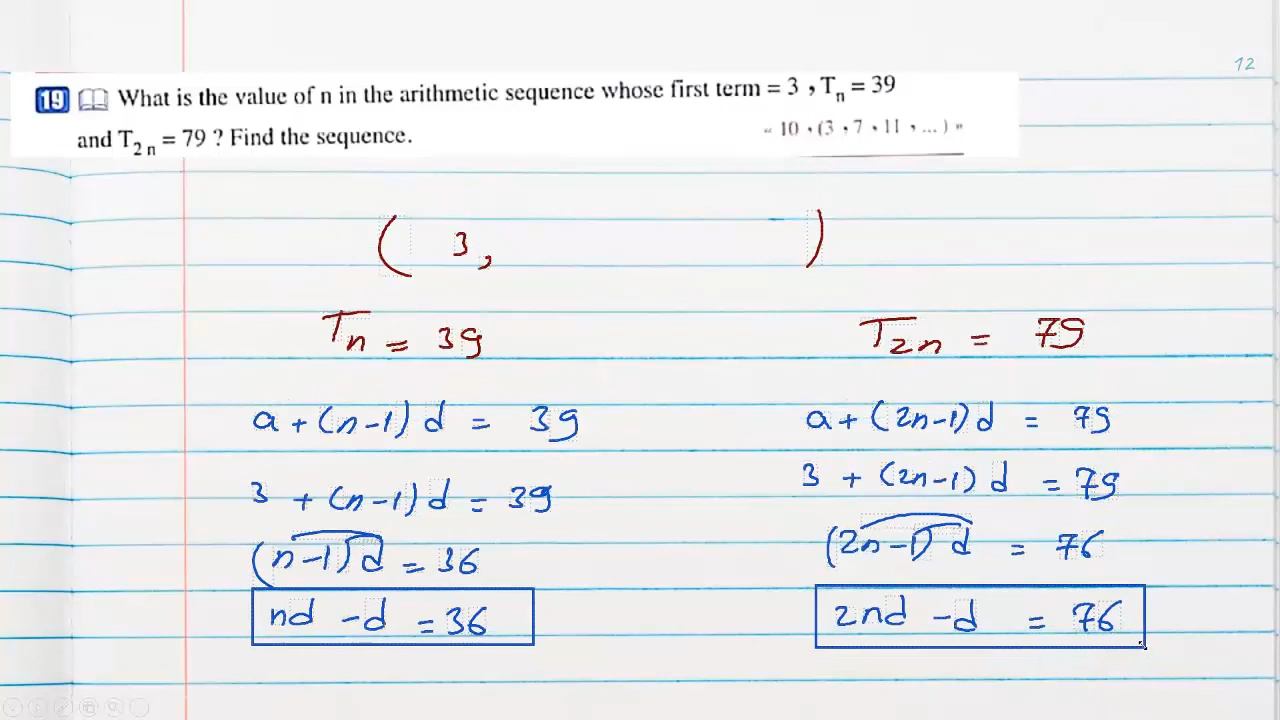 12
19 What is the value of n in the arithmetic sequence whose first term = 3 , Tn = 39
and T2n = 79 ? Find the sequence.
« 10 , (3 , 7 , 11 , ...) »
( 3, )
Tn = 39
T2n = 79
a + (n-1) d = 39
a + (2n-1) d = 79
3 + (n-1) d = 39
3 + (2n-1) d = 79
(n-1) d = 36
(2n-1) d = 76
nd - d = 36
2nd - d = 76